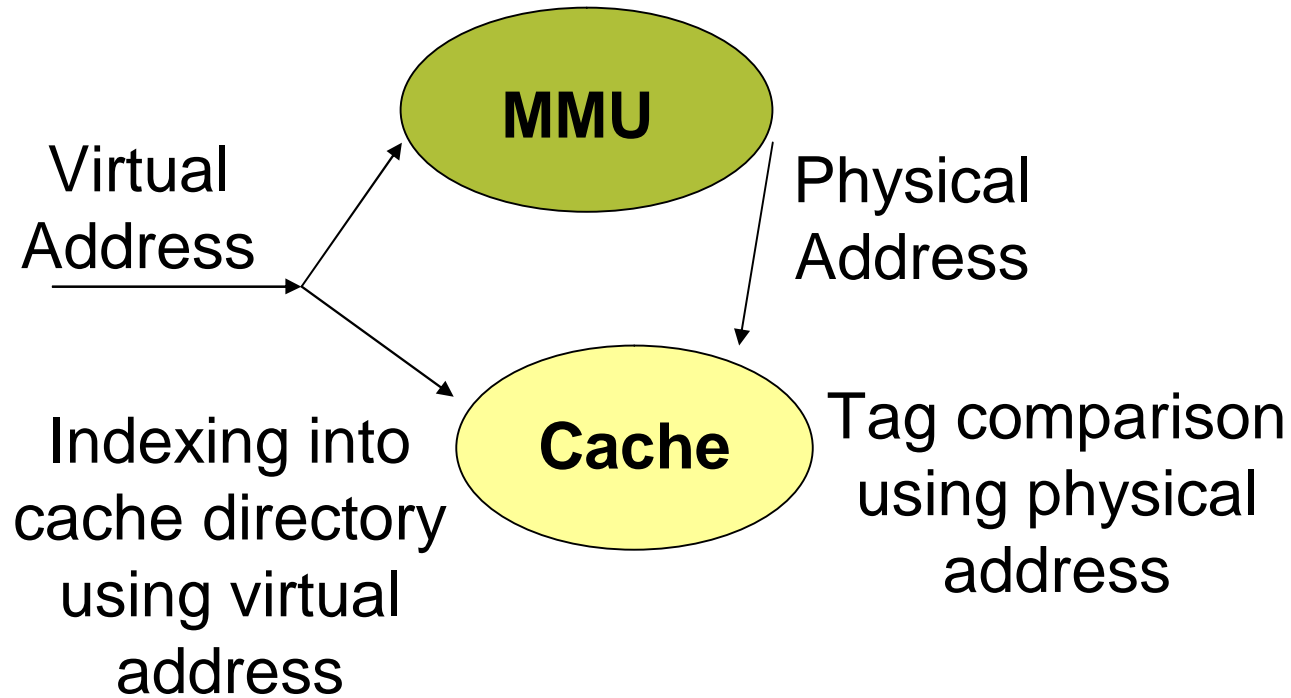 MMU
Virtual
Address
Physical
Address
Cache
Indexing into
cache directory
using virtual
address
Tag comparison
using physical
address